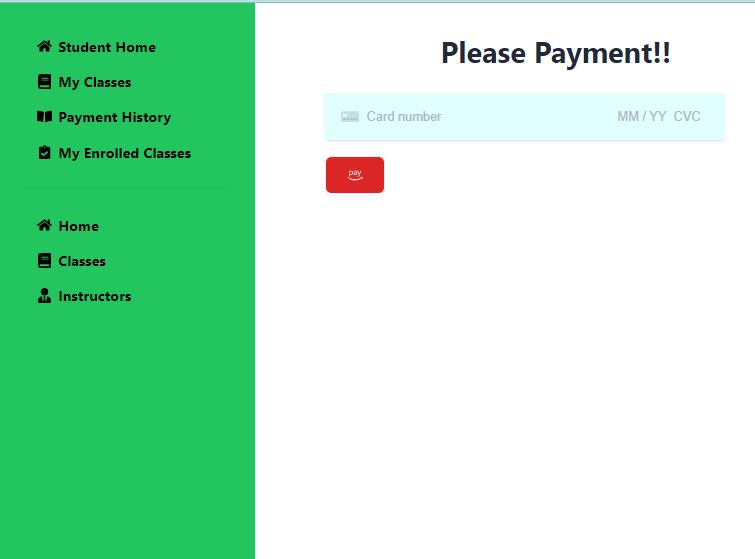 Student Home
My Classes
Payment History
My Enrolled Classes
Home
Classes
Instructors
Please Payment!!
Card number MM / YY CVC
pay